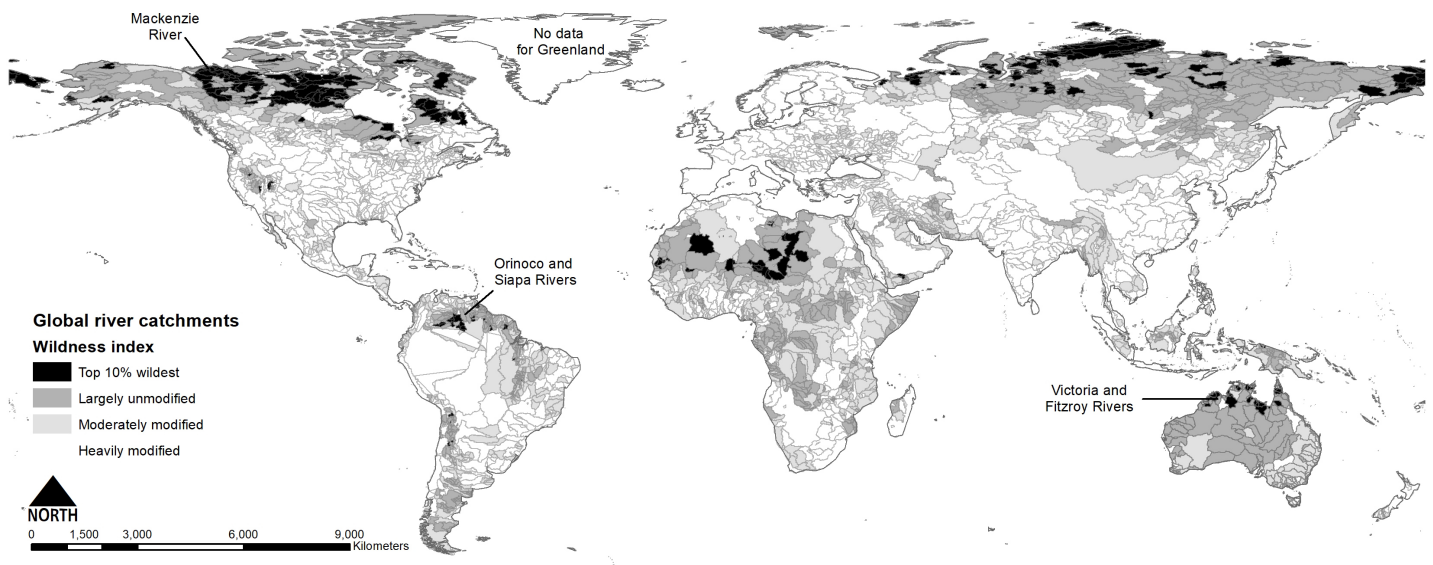 Mackenzie
River
No data
for Greenland
Orinoco and
Siapa Rivers
Victoria and
Fitzroy Rivers
Global river catchments
Wildness index
Top 10% wildest
Largely unmodified
Moderately modified
Heavily modified
NORTH
0 1,500 3,000 6,000 9,000
Kilometers